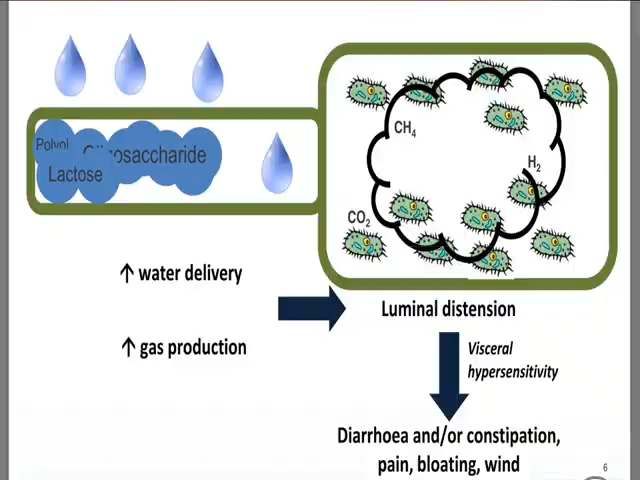 Polyol
Oligosaccharide
Lactose
CH4
H2
CO2
↑ water delivery
↑ gas production
Luminal distension
Visceral
hypersensitivity
Diarrhoea and/or constipation,
pain, bloating, wind
6